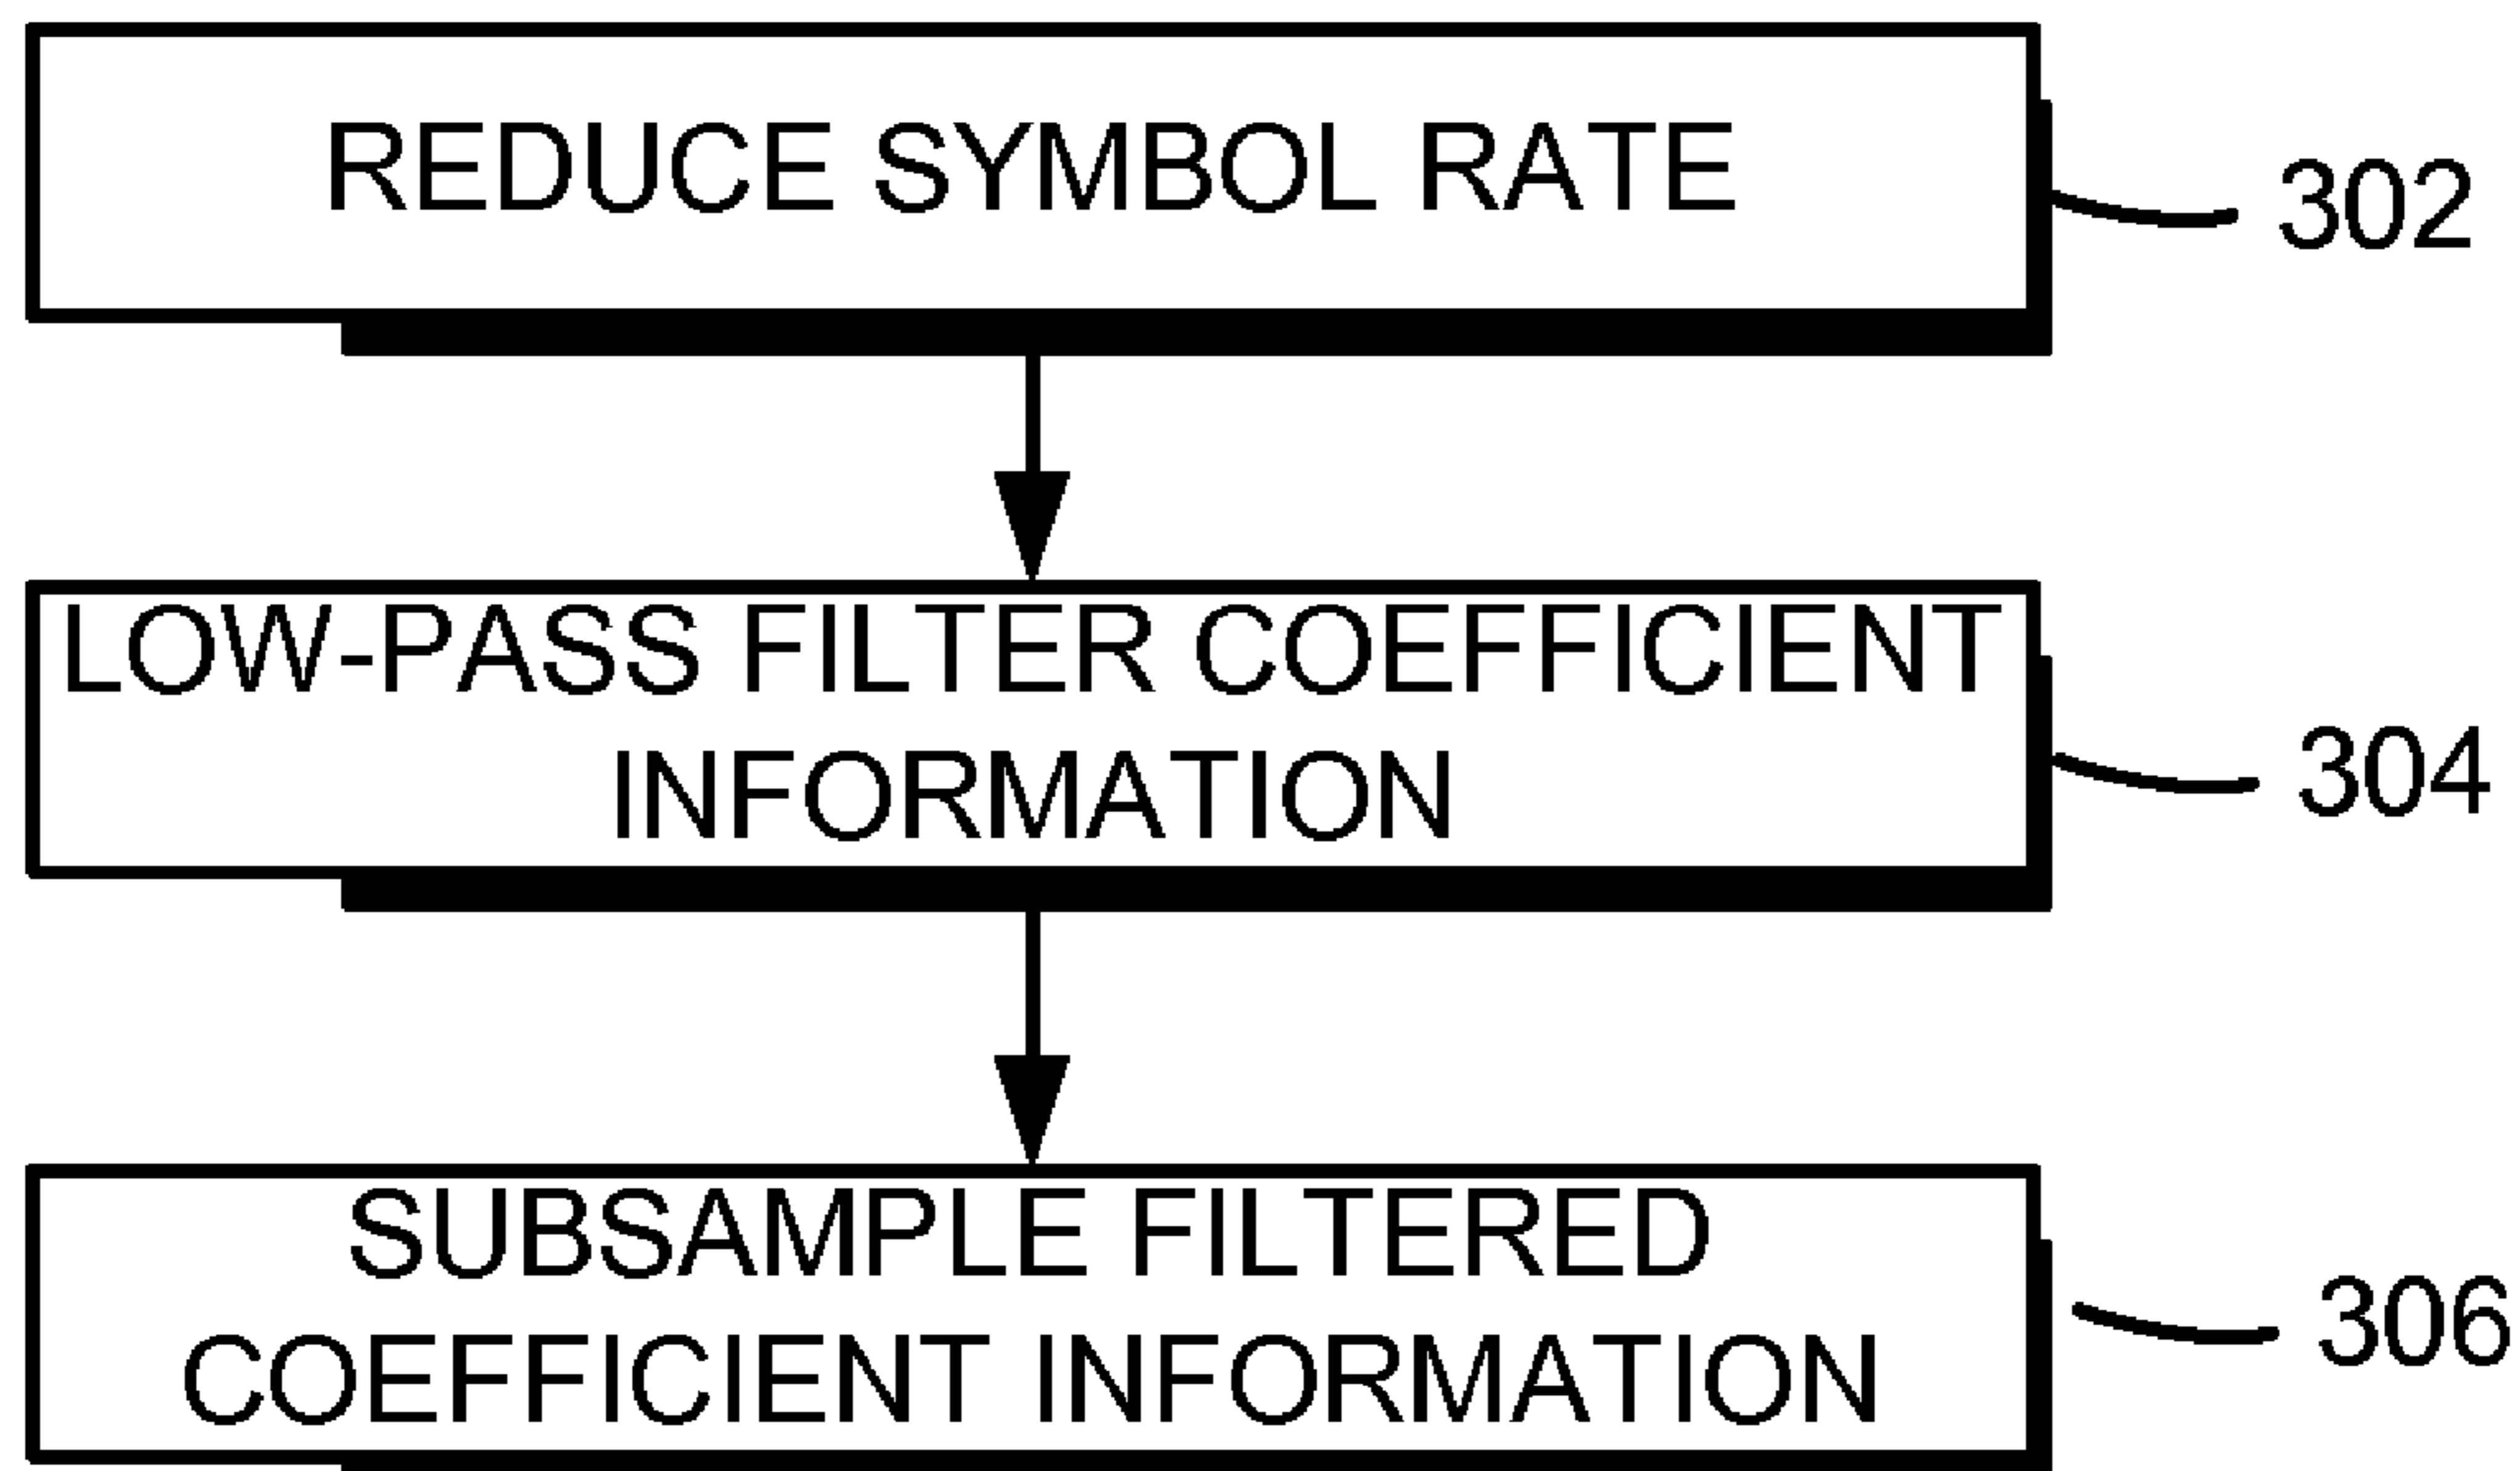 REDUCE SYMBOL RATE
302
LOW-PASS FILTER COEFFICIENT
INFORMATION
304
SUBSAMPLE FILTERED
COEFFICIENT INFORMATION
306